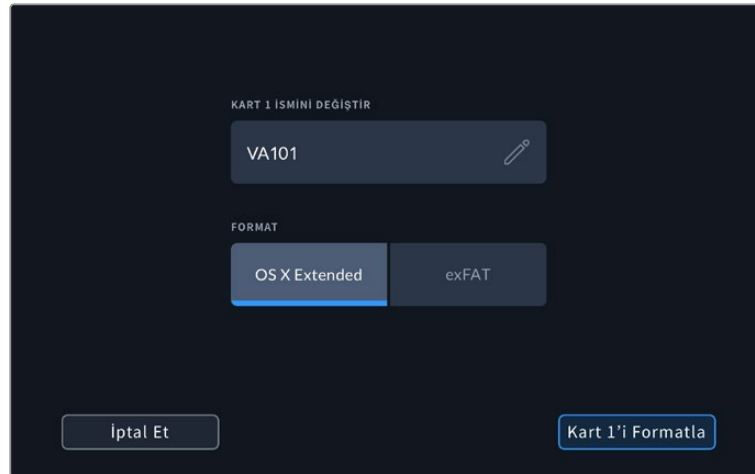 KART 1 İSMİNİ DEĞİŞTİR
VA101
FORMAT
OS X Extended
exFAT
İptal Et
Kart 1’i Formatla